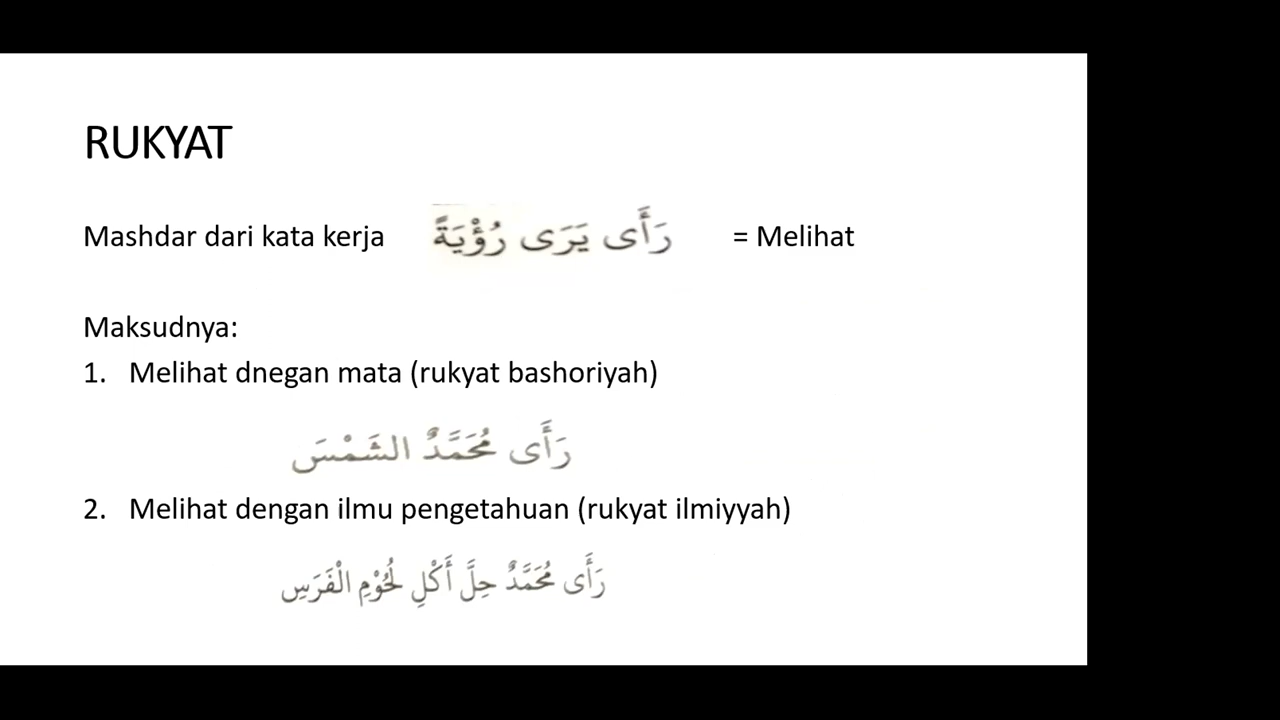 RUKYAT
Mashdar dari kata kerja رَأَى يَرَى رُؤْيَةً = Melihat
Maksudnya:
1. Melihat dnegan mata (rukyat bashoriyah)
رَأَى مُحَمَّدٌ الشَّمْسَ
2. Melihat dengan ilmu pengetahuan (rukyat ilmiyyah)
رَأَى مُحَمَّدٌ حِلَّ أَكْلِ لُحُوْمِ الْفَرَسِ